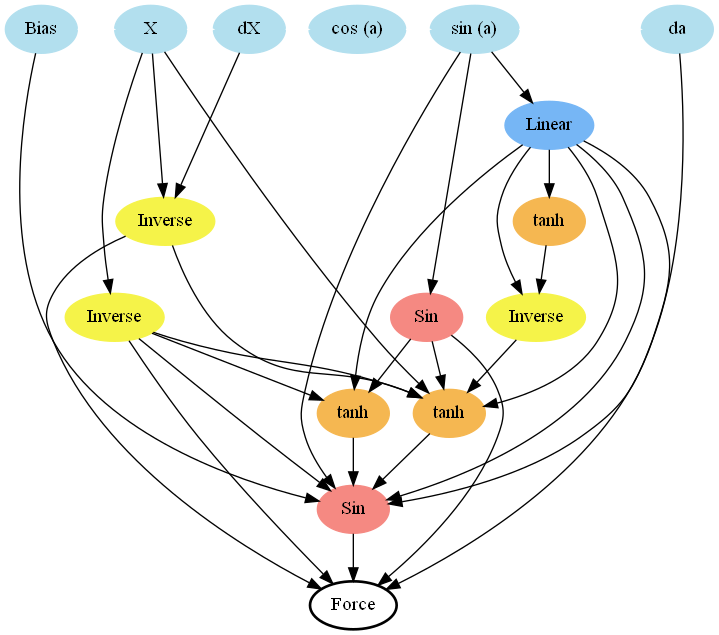 Bias
X
dX
cos (a)
sin (a)
da
Linear
Inverse
tanh
Inverse
Sin
Inverse
tanh
tanh
Sin
Force